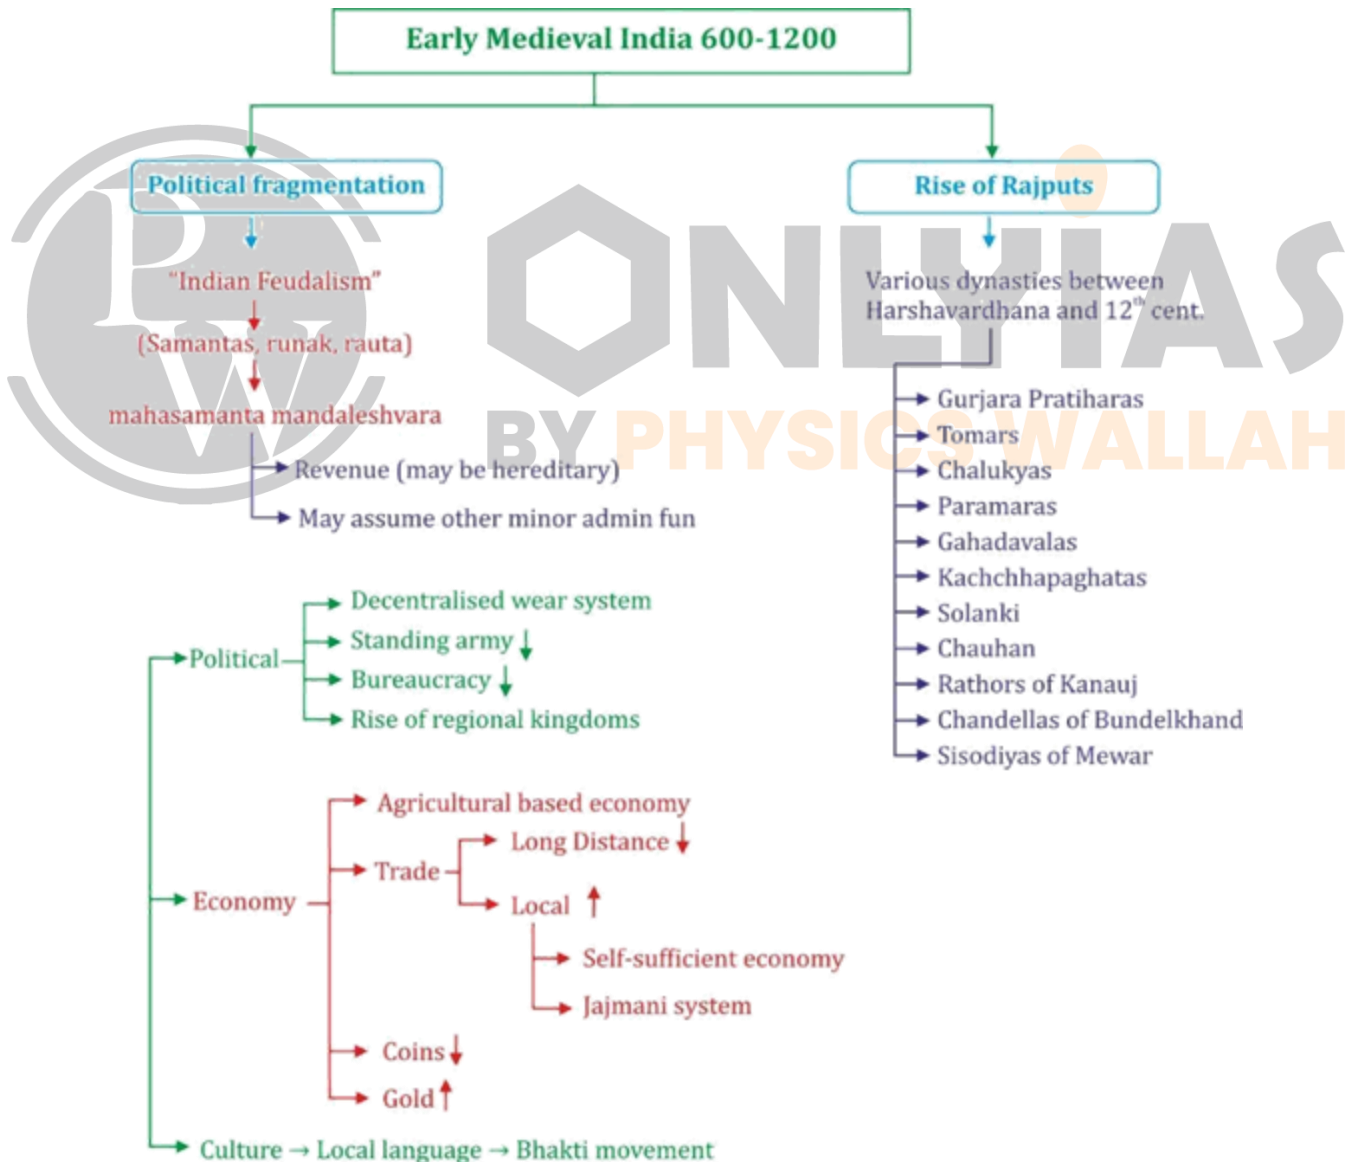 Early Medieval India 600-1200
Political fragmentation
"Indian Feudalism"
(Samantas, runak, rauta)
mahasamanta mandaleshvara
Revenue (may be hereditary)
May assume other minor admin fun
Rise of Rajputs
Various dynasties between
Harshavardhana and 12th cent.
Gurjara Pratiharas
Tomars
Chalukyas
Paramaras
Gahadavalas
Kachchhapaghatas
Solanki
Chauhan
Rathors of Kanauj
Chandellas of Bundelkhand
Sisodiyas of Mewar
Political
Decentralised wear system
Standing army ↓
Bureaucracy ↓
Rise of regional kingdoms
Economy
Agricultural based economy
Trade
Long Distance ↓
Local ↑
Self-sufficient economy
Jajmani system
Coins ↓
Gold ↑
Culture → Local language → Bhakti movement
PW
ONLYIAS
BY PHYSICS WALLAH